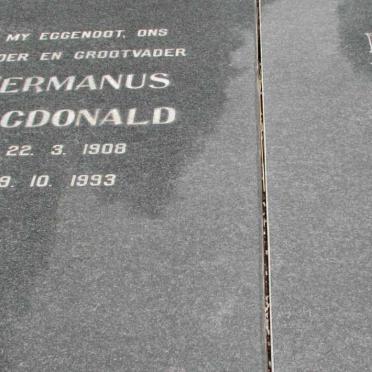 MY EGGENOOT, ONS
DER EN GROOTVADER
ERMANUS
CDONALD
22. 3. 1908
9. 10. 1993